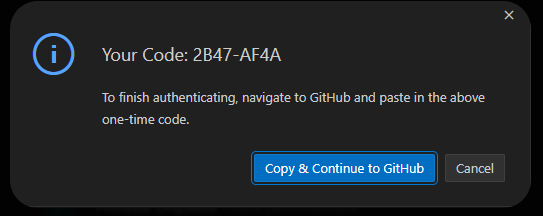 Your Code: 2B47-AF4A
To finish authenticating, navigate to GitHub and paste in the above
one-time code.
Copy & Continue to GitHub
Cancel